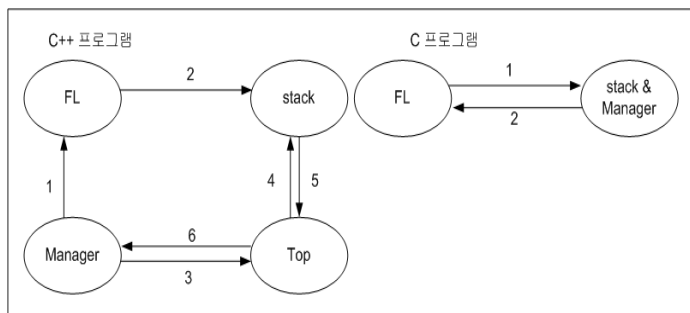 C++ 프로그램
C 프로그램
2
1
FL
stack
FL
stack &
Manager
2
1
4
5
6
Manager
Top
3